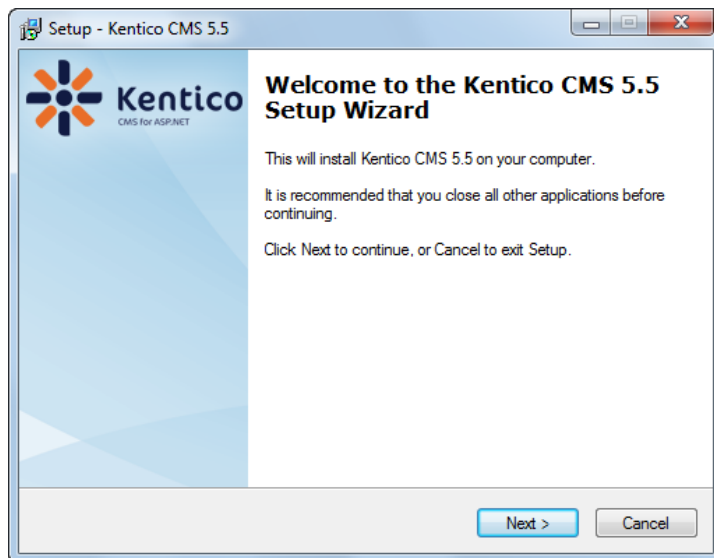 Setup - Kentico CMS 5.5
Kentico
CMS for ASP.NET
Welcome to the Kentico CMS 5.5
Setup Wizard
This will install Kentico CMS 5.5 on your computer.
It is recommended that you close all other applications before
continuing.
Click Next to continue, or Cancel to exit Setup.
Next >
Cancel